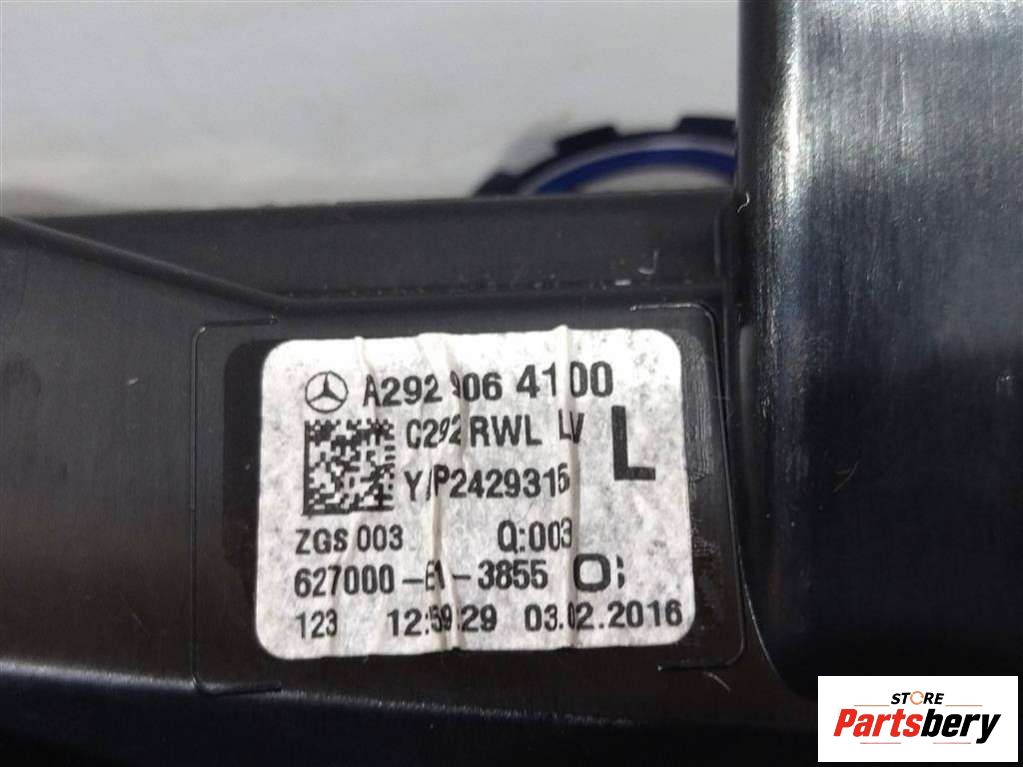 A292 906 4100
C292 RWL LV
L
Y/P2429315
ZGS 003 Q:003
627000-E1-3855 O;
123 12:59:29 03.02.2016
STORE
Partsbery